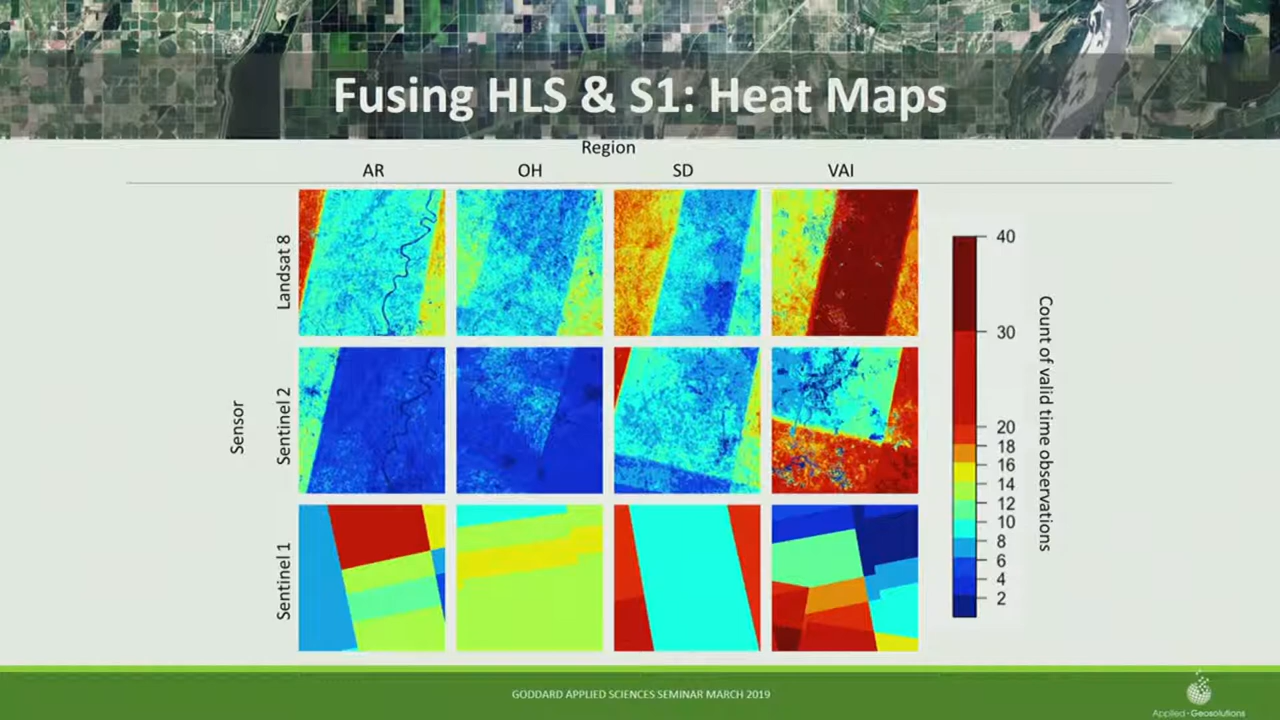 Fusing HLS & S1: Heat Maps
Region
AR OH SD VAI
Sensor
Landsat 8
Sentinel 2
Sentinel 1
40
30
20
18
16
14
12
10
8
6
4
2
Count of valid time observations
GODDARD APPLIED SCIENCES SEMINAR MARCH 2019
Applied - Geosolutions